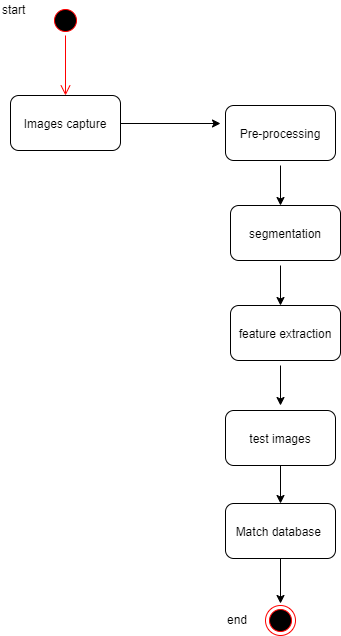 start
Images capture
Pre-processing
segmentation
feature extraction
test images
Match database
end